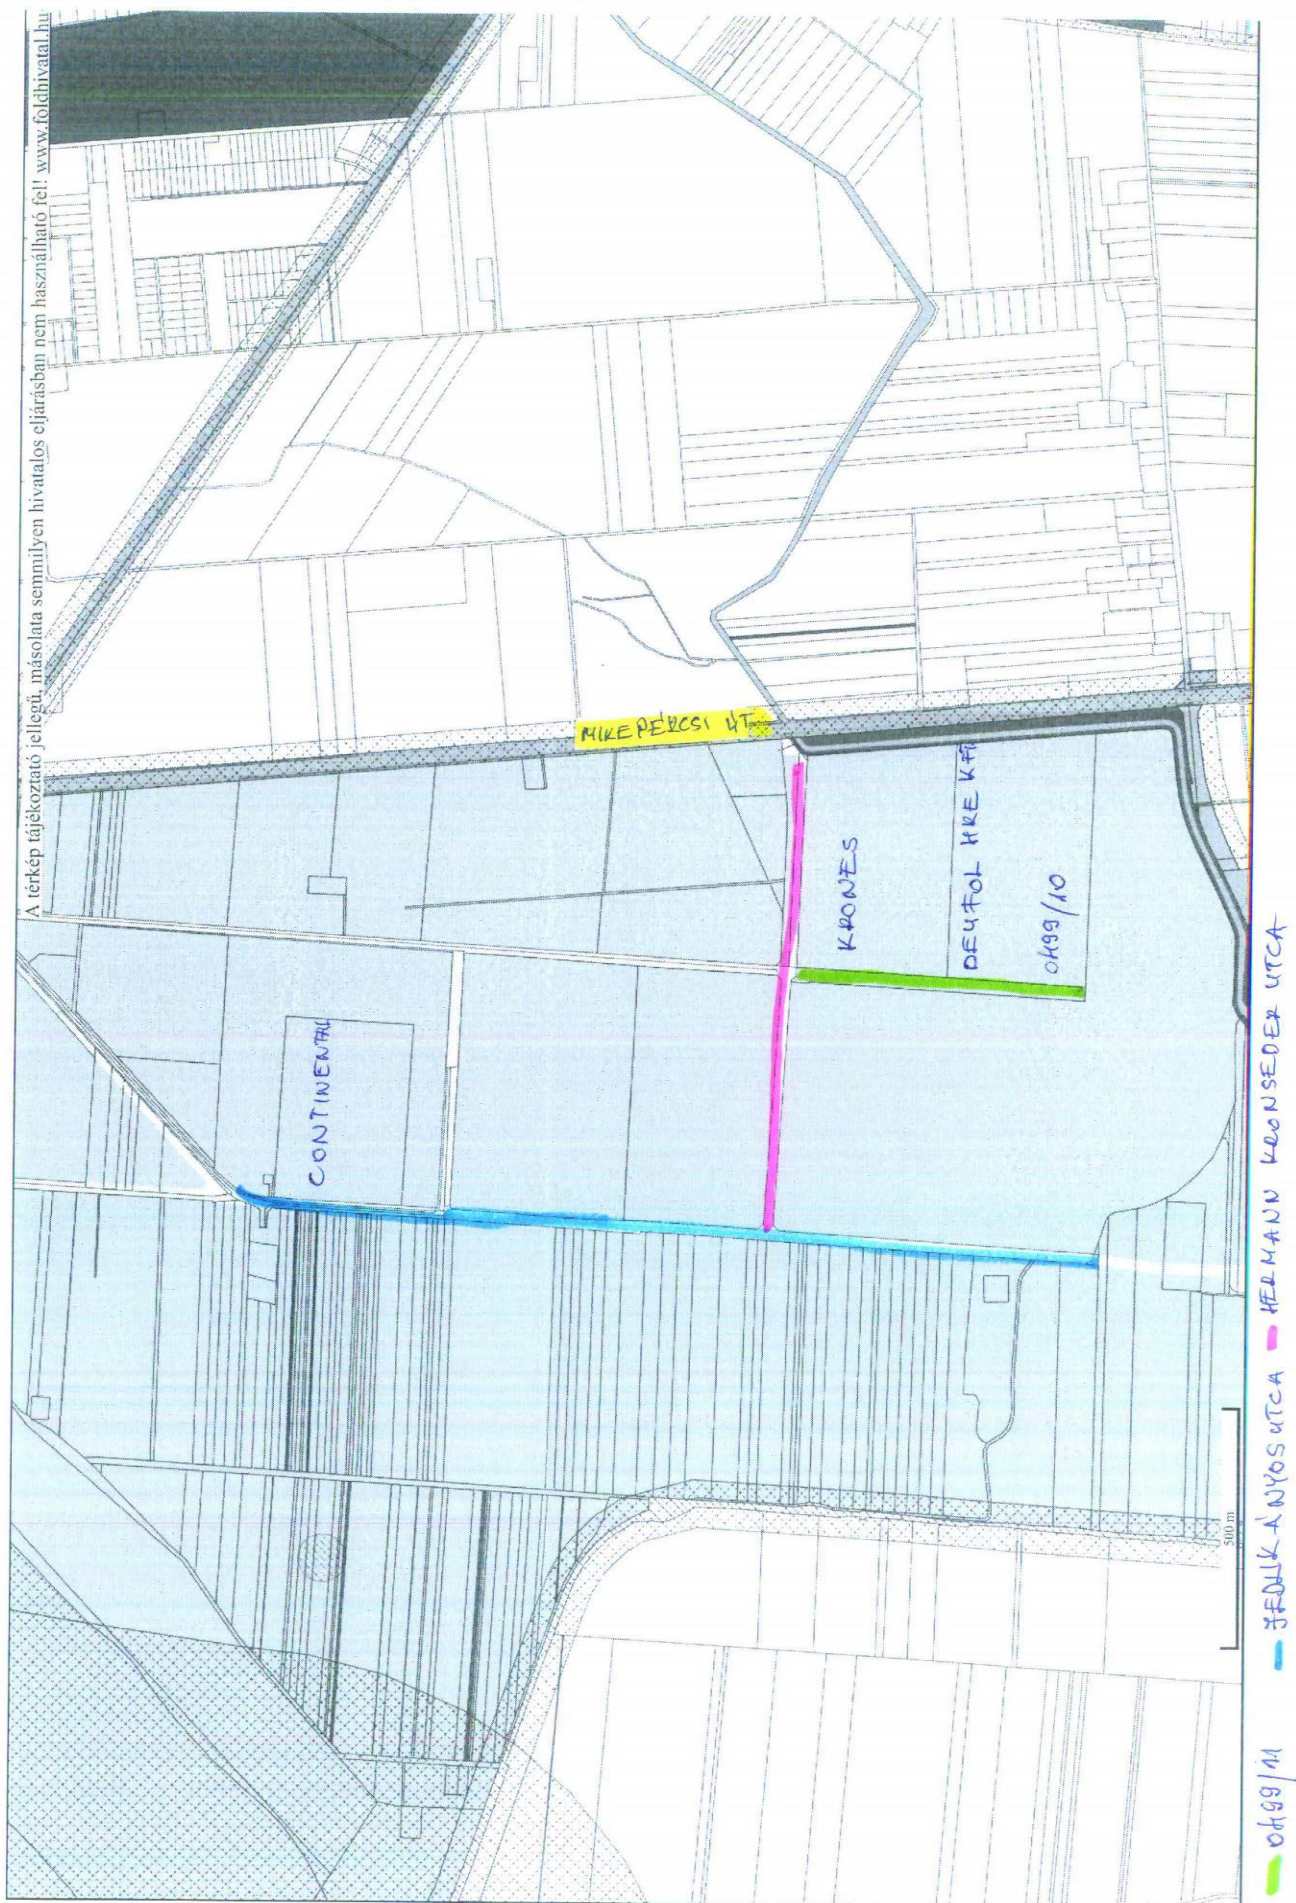 A térkép tájékoztató jellegű, másolata semmilyen hivatalos eljárásban nem használható fel! www.foldhivatal.hu
MIKEPÉRCSI ÚT
CONTINENTAL
KRONES
DEUFOL HRE KFT
0499/10
500 m
0499/11
JEDLIK ÁNYOS UTCA
HERMANN KRONSEDER UTCA